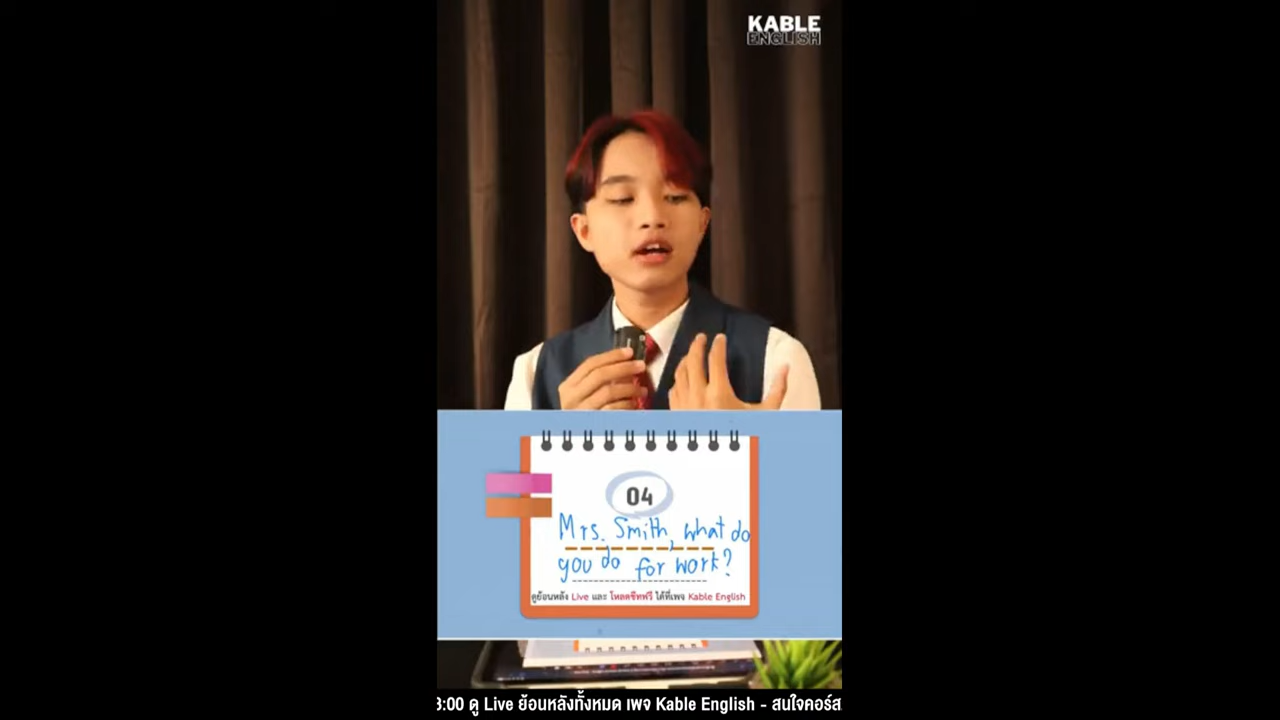 KABLE
ENGLISH
04
Mrs. Smith, what do
you do for work?
ดูย้อนหลัง Live และ โหลดชีทฟรี ได้ที่เพจ Kable English
3:00 ดู Live ย้อนหลังทั้งหมด เพจ Kable English - สนใจคอร์ส